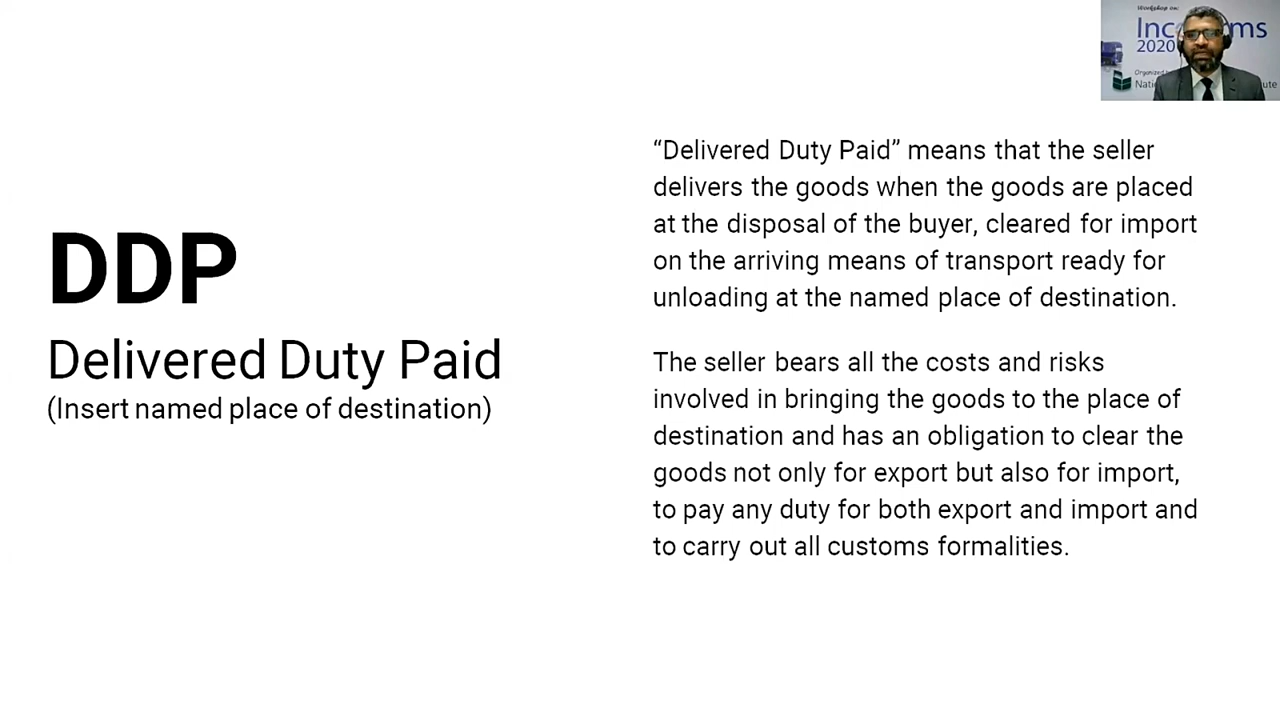 Workshop on:
2020
DDP
Delivered Duty Paid
(Insert named place of destination)
“Delivered Duty Paid” means that the seller
delivers the goods when the goods are placed
at the disposal of the buyer, cleared for import
on the arriving means of transport ready for
unloading at the named place of destination.
The seller bears all the costs and risks
involved in bringing the goods to the place of
destination and has an obligation to clear the
goods not only for export but also for import,
to pay any duty for both export and import and
to carry out all customs formalities.